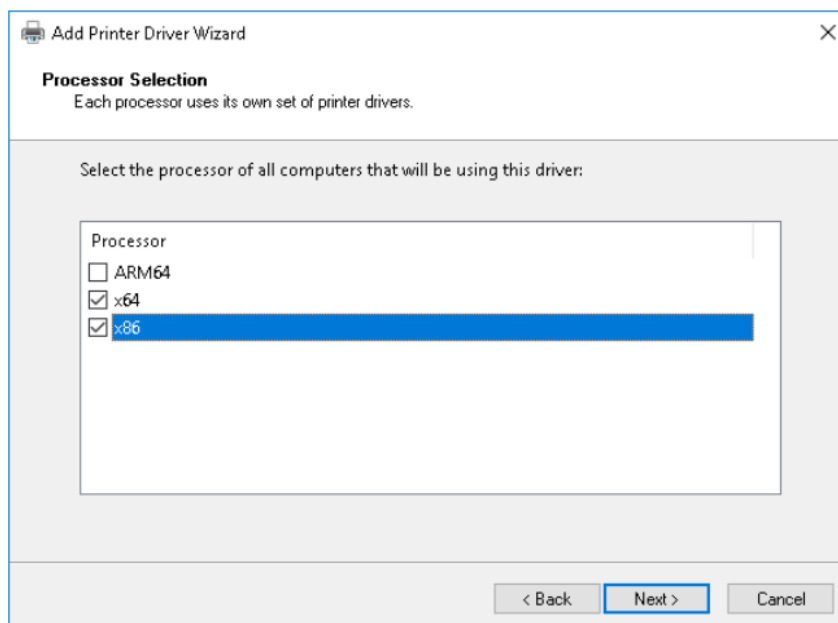 Add Printer Driver Wizard
Processor Selection
Each processor uses its own set of printer drivers.
Select the processor of all computers that will be using this driver:
Processor
ARM64
x64
x86
< Back
Next >
Cancel